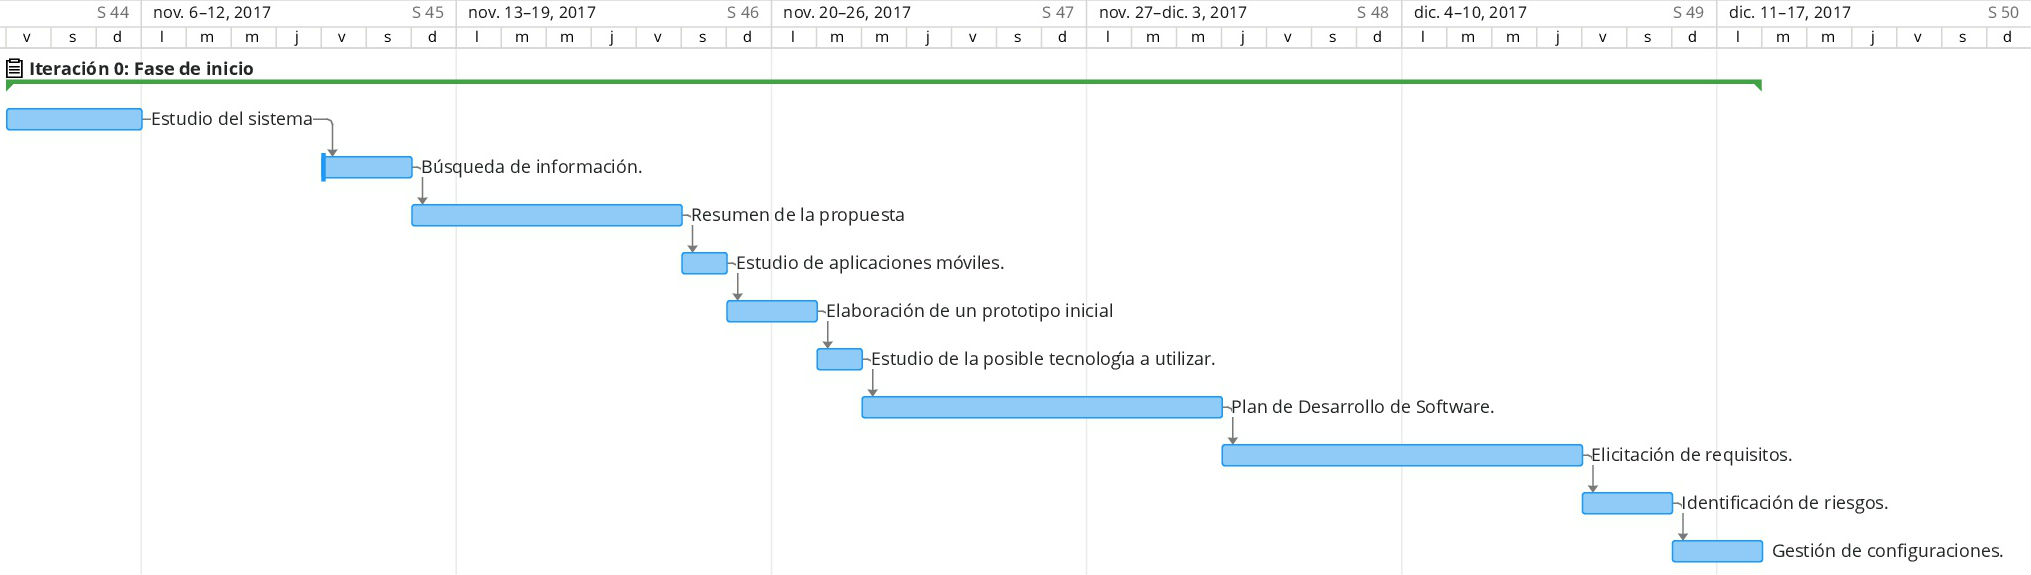 S 44 nov. 6–12, 2017 S 45 nov. 13–19, 2017 S 46 nov. 20–26, 2017 S 47 nov. 27–dic. 3, 2017 S 48 dic. 4–10, 2017 S 49 dic. 11–17, 2017 S 50
v s d l m m j v s d l m m j v s d l m m j v s d l m m j v s d l m m j v s d l m m j v s d
Iteración 0: Fase de inicio
Estudio del sistema
Búsqueda de información.
Resumen de la propuesta
Estudio de aplicaciones móviles.
Elaboración de un prototipo inicial
Estudio de la posible tecnología a utilizar.
Plan de Desarrollo de Software.
Elicitación de requisitos.
Identificación de riesgos.
Gestión de configuraciones.